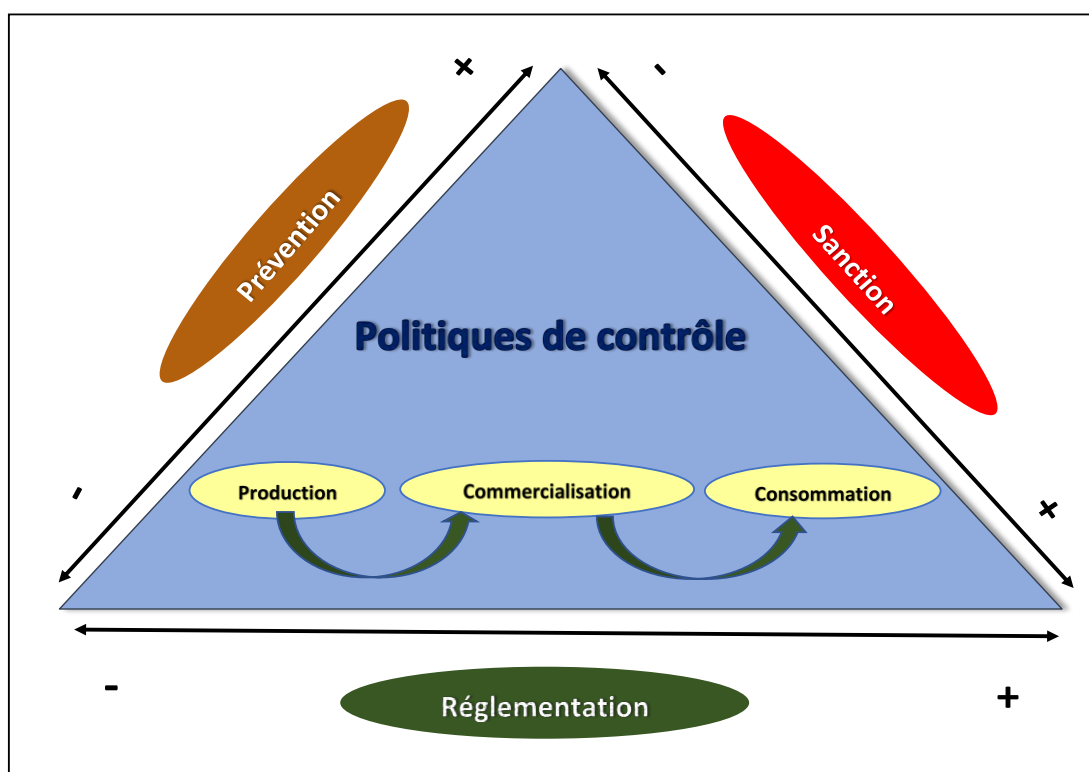 +
-
Prévention
Sanction
Politiques de contrôle
-
+
Production
Commercialisation
Consommation
-
+
Réglementation